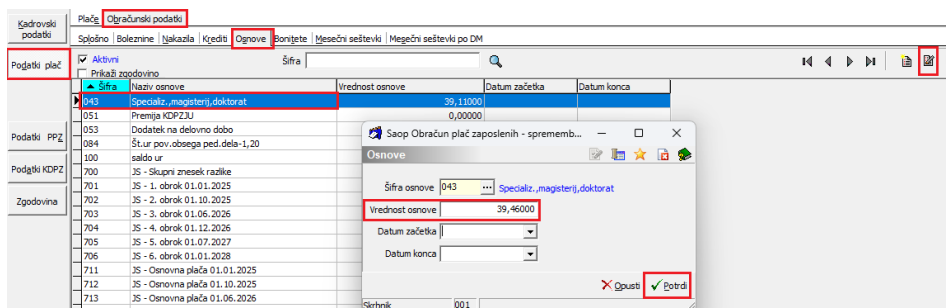 Kadrovski
podatki
Plače Obračunski podatki
Splošno Boleznine Nakazila Krediti Osnove Bonitete Mesečni seštevki Mesečni seštevki po DM
Podatki plač
Aktivni
Šifra
Prikaži zgodovino
Šifra Naziv osnove Vrednost osnove Datum začetka Datum konca
043 Specializ.,magisterij,doktorat 39,11000
051 Premija KDPZJU 0,00000
053 Dodatek na delovno dobo
084 Št.ur pov.obsega ped.dela-1,20
100 saldo ur
700 JS - Skupni znesek razlike
701 JS - 1. obrok 01.01.2025
702 JS - 2. obrok 01.10.2025
703 JS - 3. obrok 01.06.2026
704 JS - 4. obrok 01.12.2026
705 JS - 5. obrok 01.07.2027
706 JS - 6. obrok 01.01.2028
711 JS - Osnovna plača 01.01.2025
712 JS - Osnovna plača 01.10.2025
713 JS - Osnovna plača 01.06.2026
Podatki PPZ
Podatki KDPZ
Zgodovina
Saop Obračun plač zaposlenih - sprememb...
Osnove
Šifra osnove 043 ... Specializ.,magisterij,doktorat
Vrednost osnove 39,46000
Datum začetka
Datum konca
Opusti Potrdi
Skrbnik 001